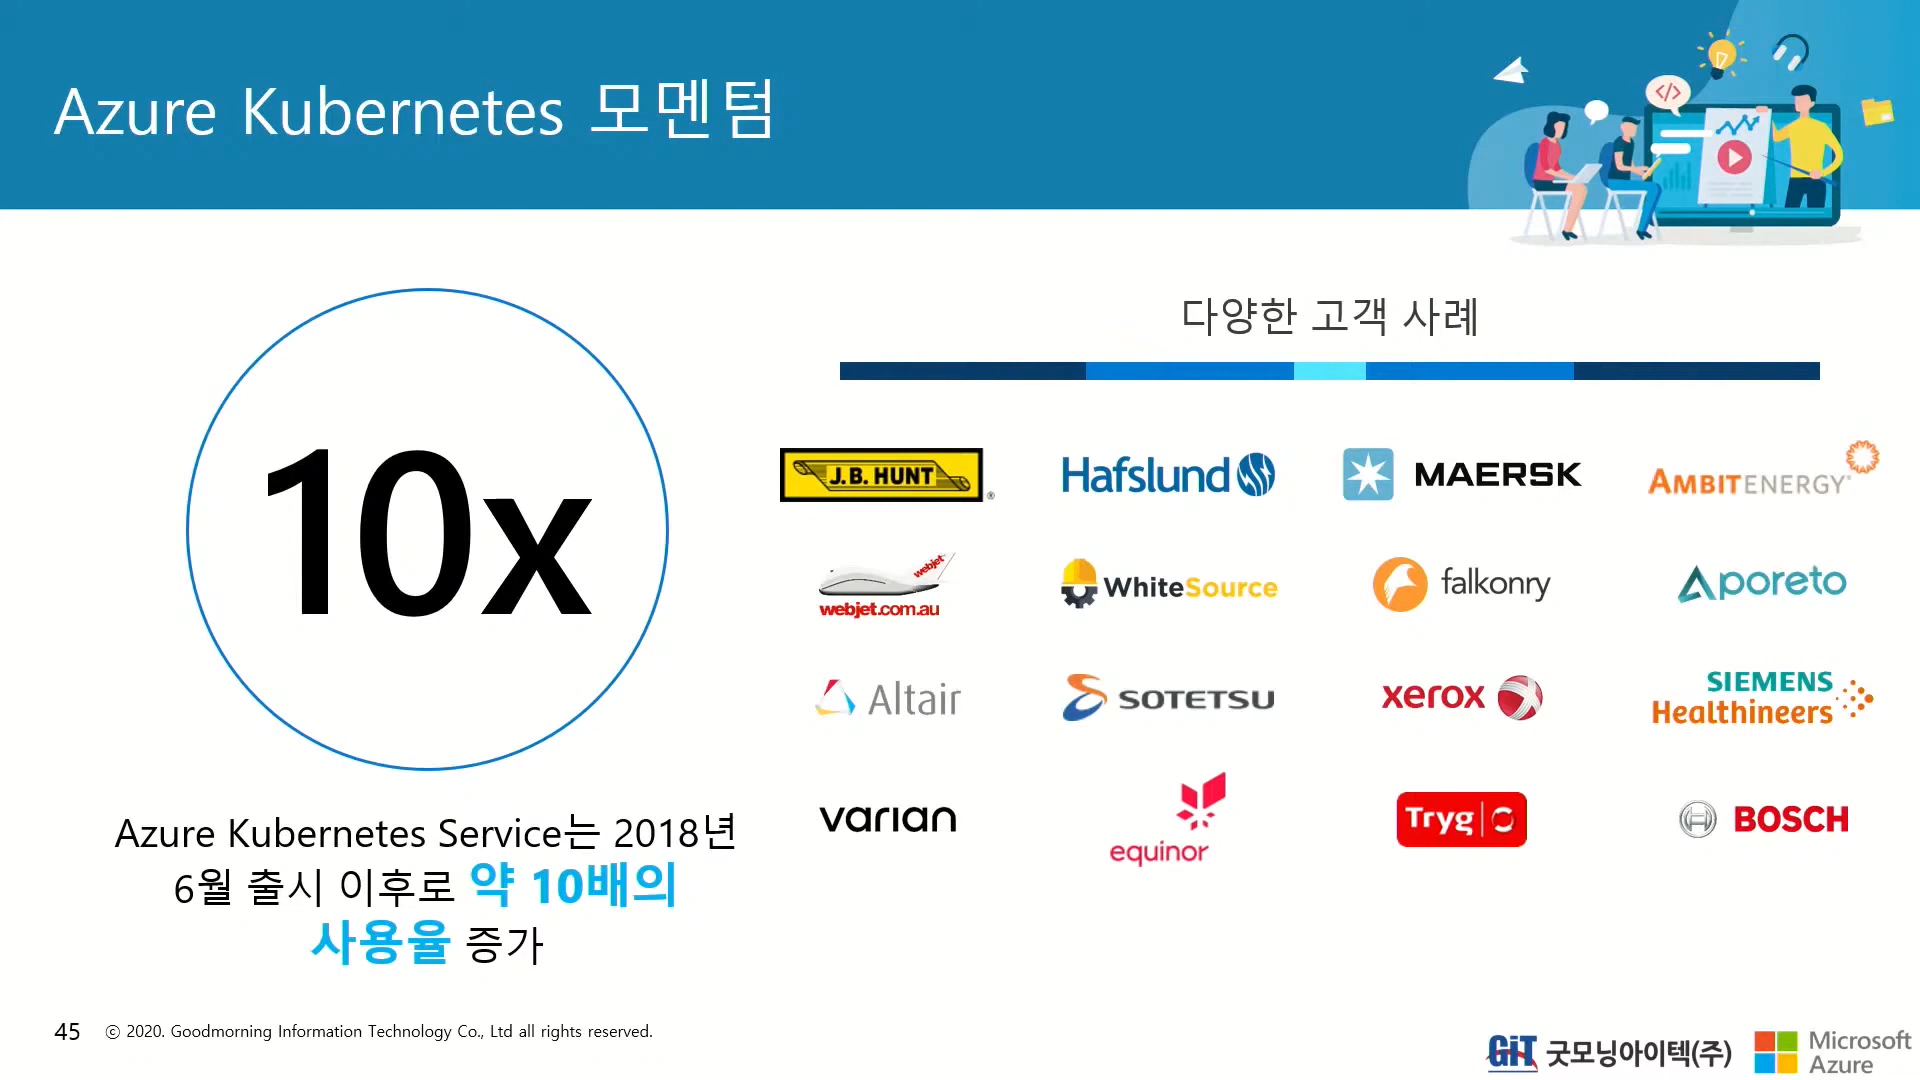 Azure Kubernetes 모멘텀
</>
10x
Azure Kubernetes Service는 2018년
6월 출시 이후로 약 10배의
사용율 증가
다양한 고객 사례
J.B. HUNT ®
Hafslund
MAERSK
AMBITENERGY
webjet
webjet.com.au
WhiteSource
falkonry
Aporeto
Altair
SOTETSU
xerox
SIEMENS
Healthineers
varian
equinor
Tryg
BOSCH
45
© 2020. Goodmorning Information Technology Co., Ltd all rights reserved.
GiT 굿모닝아이텍(주)
Microsoft
Azure